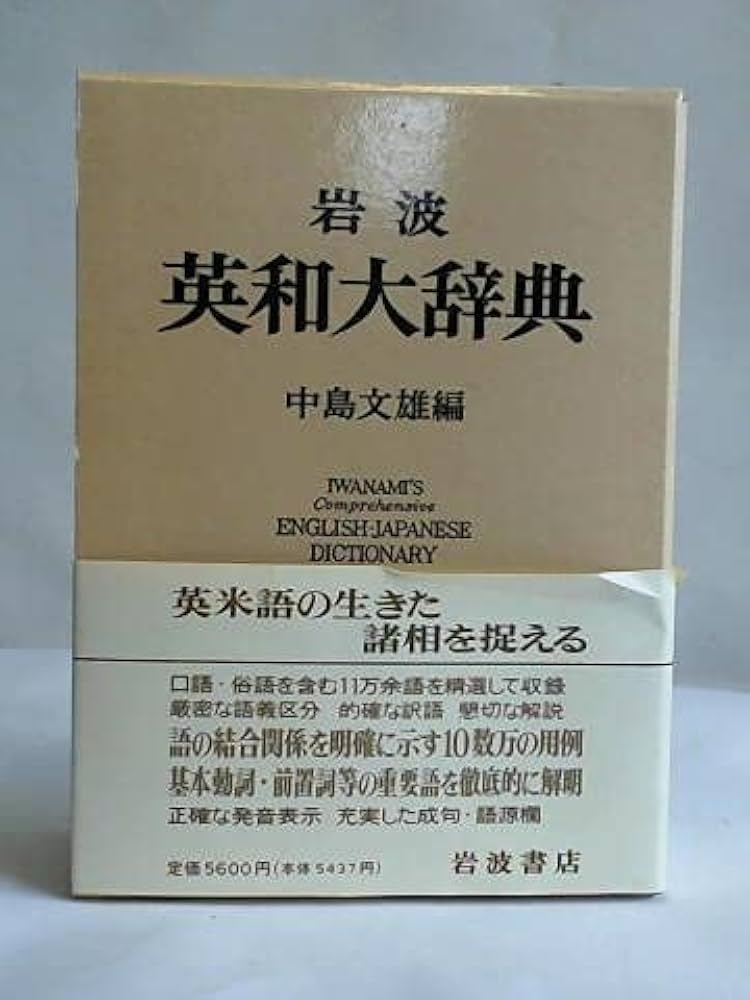 岩波
英和大辞典
中島文雄編
IWANAMI'S
Comprehensive
ENGLISH-JAPANESE
DICTIONARY
英米語の生きた
諸相を捉える
口語・俗語を含む11万余語を精選して収録
厳密な語義区分 的確な訳語 懇切な解説
語の結合関係を明確に示す10数万の用例
基本動詞・前置詞等の重要語を徹底的に解明
正確な発音表示 充実した成句・語源欄
定価5600円(本体5437円) 岩波書店